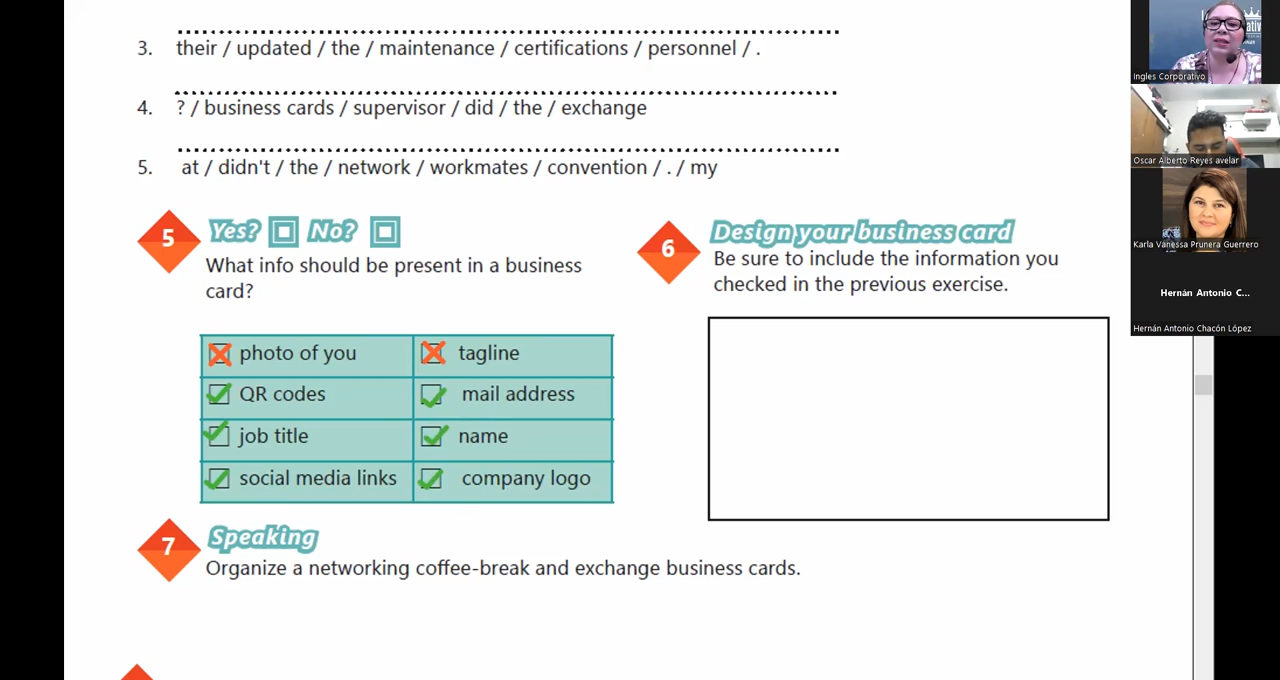 3. their / updated / the / maintenance / certifications / personnel / .
4. ? / business cards / supervisor / did / the / exchange
5. at / didn't / the / network / workmates / convention / . / my
5 Yes? No?
What info should be present in a business
card?
photo of you tagline
QR codes mail address
job title name
social media links company logo
6 Design your business card
Be sure to include the information you
checked in the previous exercise.
7 Speaking
Organize a networking coffee-break and exchange business cards.
Ingles Corporativo
Oscar Alberto Reyes avelar
Karla Vanessa Prunera Guerrero
Hernán Antonio C...
Hernán Antonio Chacón López